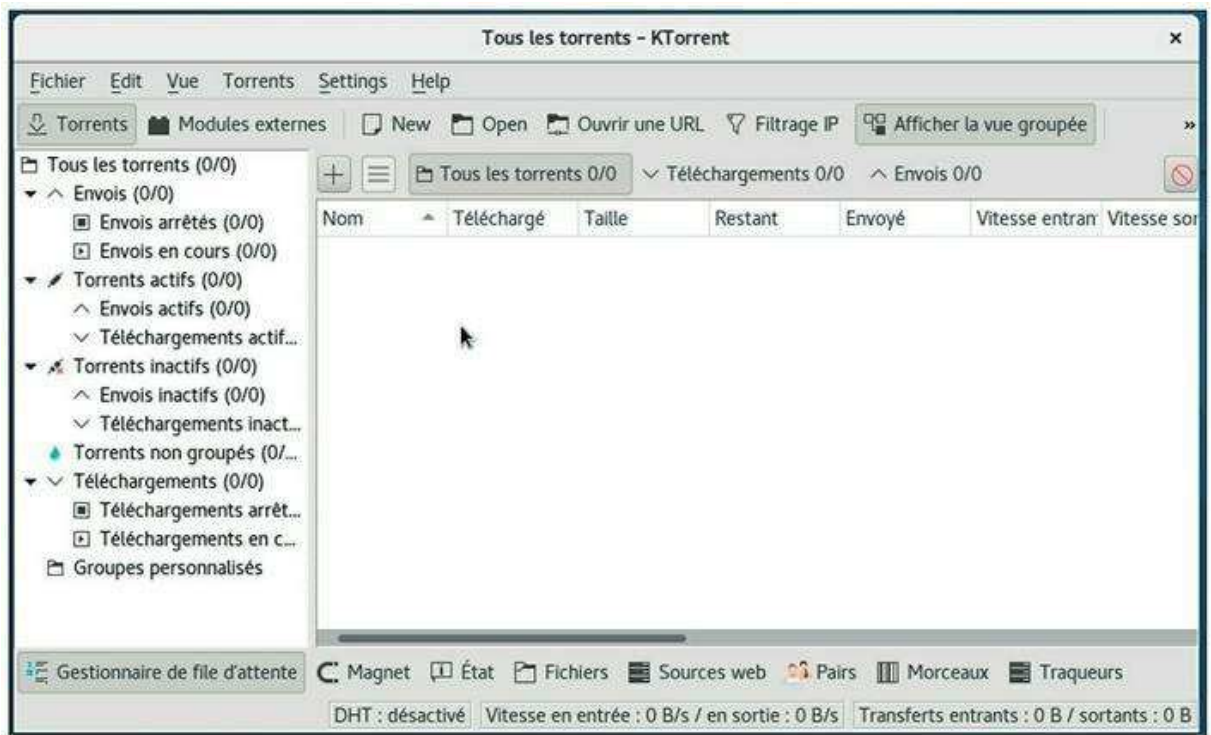 Tous les torrents – KTorrent
Fichier Edit Vue Torrents Settings Help
Torrents Modules externes New Open Ouvrir une URL Filtrage IP Afficher la vue groupée »
Tous les torrents (0/0)
Envois (0/0)
Envois arrêtés (0/0)
Envois en cours (0/0)
Torrents actifs (0/0)
Envois actifs (0/0)
Téléchargements actif...
Torrents inactifs (0/0)
Envois inactifs (0/0)
Téléchargements inact...
Torrents non groupés (0/...
Téléchargements (0/0)
Téléchargements arrêt...
Téléchargements en c...
Groupes personnalisés
Tous les torrents 0/0 Téléchargements 0/0 Envois 0/0
Nom Téléchargé Taille Restant Envoyé Vitesse entran Vitesse sor
Gestionnaire de file d'attente Magnet État Fichiers Sources web Pairs Morceaux Traqueurs
DHT : désactivé Vitesse en entrée : 0 B/s / en sortie : 0 B/s Transferts entrants : 0 B / sortants : 0 B